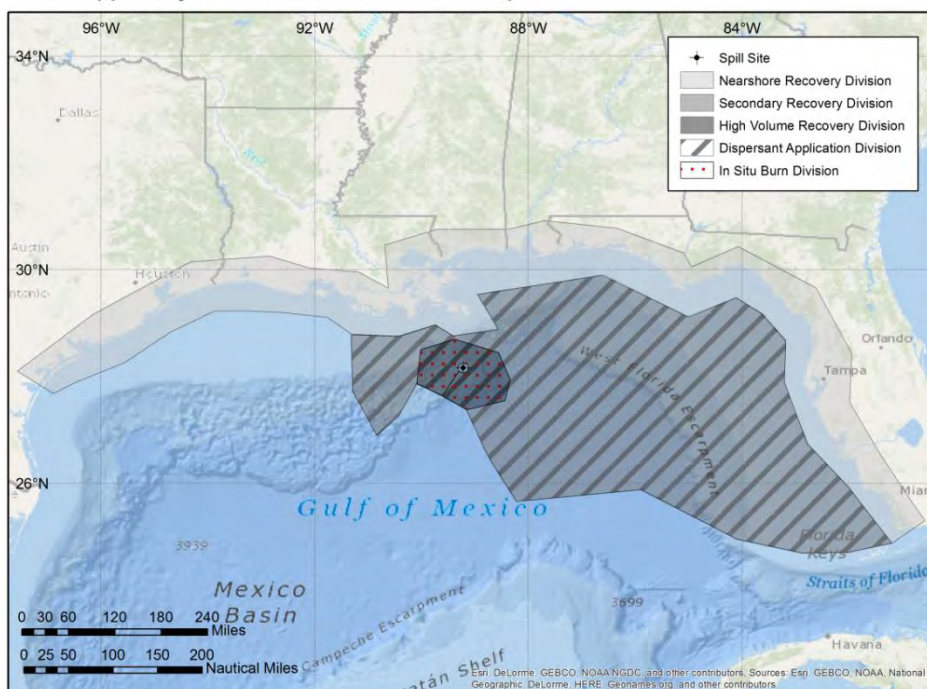 96°W
92°W
88°W
84°W
34°N
Spill Site
Nearshore Recovery Division
Secondary Recovery Division
High Volume Recovery Division
Dispersant Application Division
In Situ Burn Division
Dallas
Red
Austin
Houston
30°N
Orlando
Tampa
West Florida Escarpment
26°N
Gulf of Mexico
Miami
3939
Florida
Keys
Straits of Florida
Mexico
Basin
3699
0 30 60 120 180 240
Miles
Campeche Escarpment
Havana
0 25 50 100 150 200
Nautical Miles
Shelf
Esri, DeLorme, GEBCO, NOAA NGDC, and other contributors, Sources: Esri, GEBCO, NOAA, National
Geographic, DeLorme, HERE, Geonames.org, and other contributors